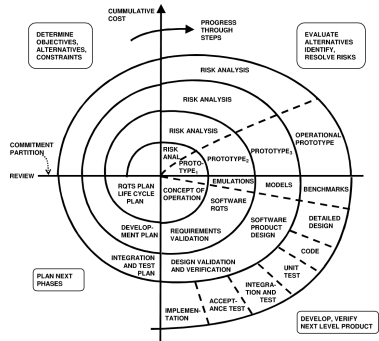 CUMMULATIVE
COST
PROGRESS
THROUGH
STEPS
DETERMINE
OBJECTIVES,
ALTERNATIVES,
CONSTRAINTS
EVALUATE
ALTERNATIVES
IDENTIFY,
RESOLVE RISKS
RISK ANALYSIS
RISK ANALYSIS
RISK ANALYSIS
RISK
ANAL.
PROTO-
TYPE1
PROTOTYPE2
PROTOTYPE3
OPERATIONAL
PROTOTYPE
COMMITMENT
PARTITION
REVIEW
RQTS PLAN
LIFE CYCLE
PLAN
CONCEPT OF
OPERATION
EMULATIONS
MODELS
BENCHMARKS
SOFTWARE
RQTS
SOFTWARE
PRODUCT
DESIGN
DETAILED
DESIGN
DEVELOP-
MENT PLAN
REQUIREMENTS
VALIDATION
CODE
INTEGRATION
AND TEST
PLAN
DESIGN VALIDATION
AND VERIFICATION
UNIT
TEST
PLAN NEXT
PHASES
INTEGRA-
TION AND
TEST
ACCEPT-
ANCE TEST
IMPLEMEN-
TATION
DEVELOP, VERIFY
NEXT LEVEL PRODUCT